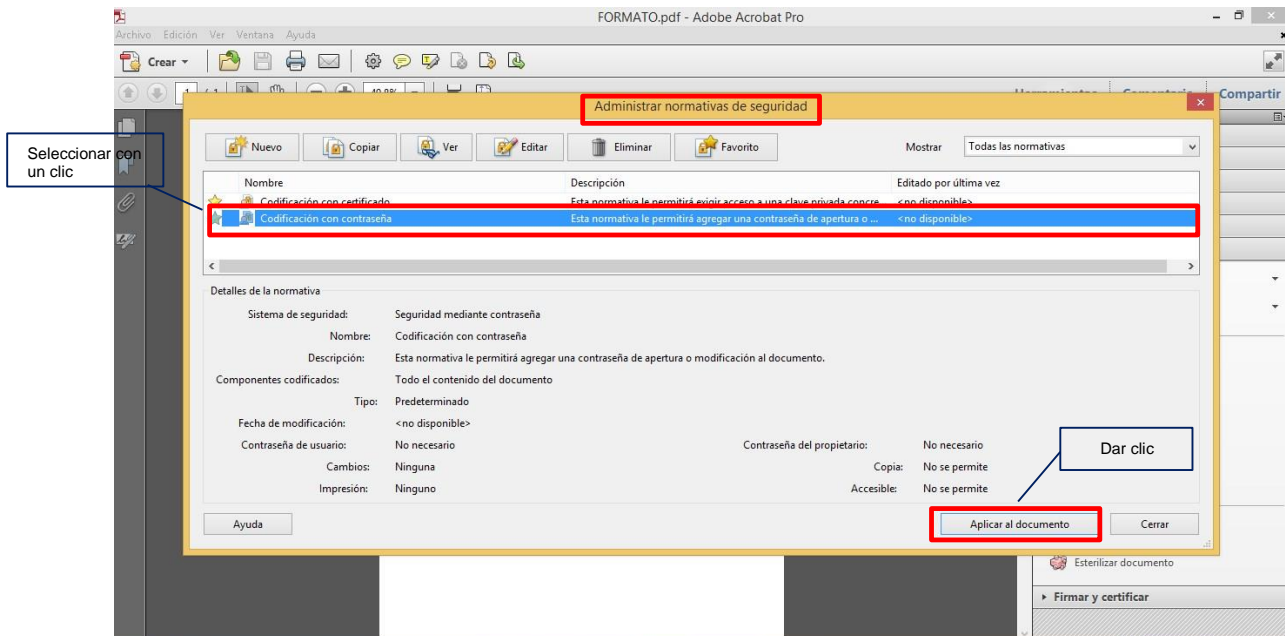 FORMATO.pdf - Adobe Acrobat Pro
Archivo Edición Ver Ventana Ayuda
Crear
Compartir
Administrar normativas de seguridad
Nuevo Copiar Ver Editar Eliminar Favorito Mostrar Todas las normativas
Seleccionar con
un clic
Nombre Descripción Editado por última vez
Codificación con certificado Esta normativa le permitirá exigir acceso a una clave privada concre... <no disponible>
Codificación con contraseña Esta normativa le permitirá agregar una contraseña de apertura o ... <no disponible>
Detalles de la normativa
Sistema de seguridad: Seguridad mediante contraseña
Nombre: Codificación con contraseña
Descripción: Esta normativa le permitirá agregar una contraseña de apertura o modificación al documento.
Componentes codificados: Todo el contenido del documento
Tipo: Predeterminado
Fecha de modificación: <no disponible>
Contraseña de usuario: No necesario Contraseña del propietario: No necesario
Cambios: Ninguna Copia: No se permite
Impresión: Ninguno Accesible: No se permite
Dar clic
Ayuda Aplicar al documento Cerrar
Esterilizar documento
Firmar y certificar